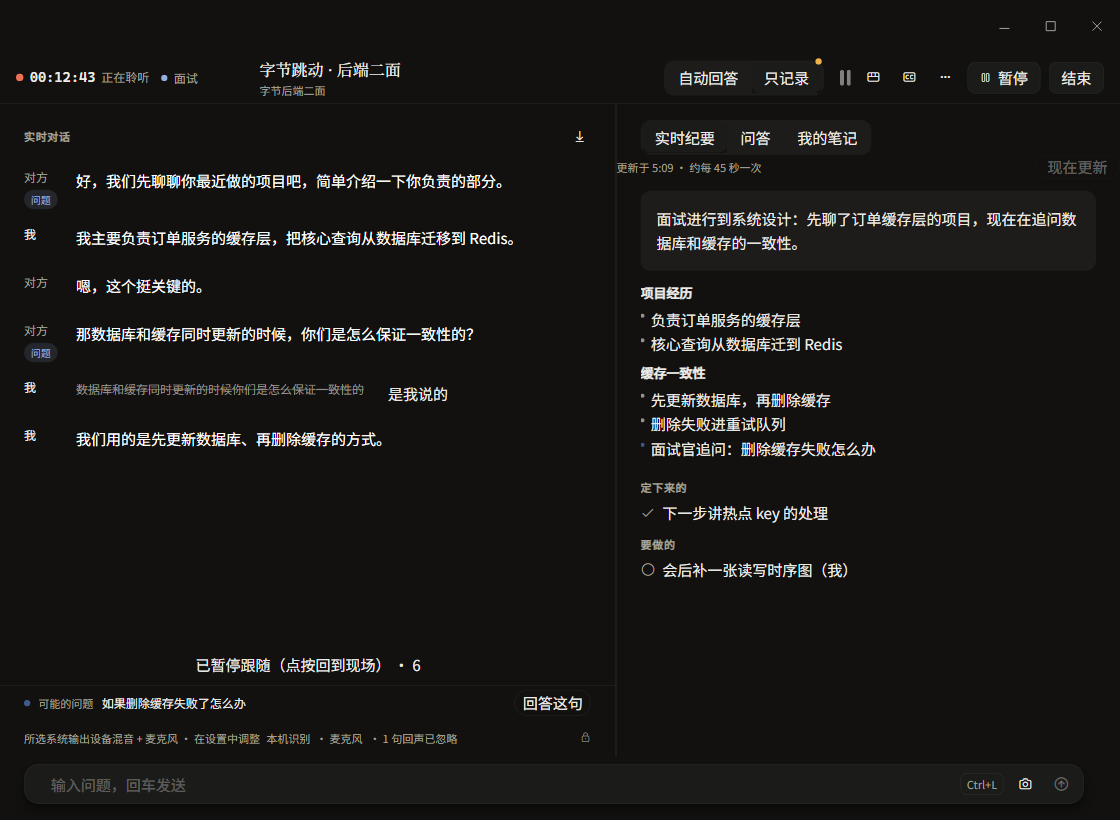 00:12:43 正在聆听 面试
字节跳动 · 后端二面
字节后端二面
自动回答 只记录
CC
暂停
结束
实时对话
对方
问题
好，我们先聊聊你最近做的项目吧，简单介绍一下你负责的部分。
我
我主要负责订单服务的缓存层，把核心查询从数据库迁移到 Redis。
对方
嗯，这个挺关键的。
对方
问题
那数据库和缓存同时更新的时候，你们是怎么保证一致性的？
我
数据库和缓存同时更新的时候你们是怎么保证一致性的
是我说的
我
我们用的是先更新数据库、再删除缓存的方式。
已暂停跟随（点按回到现场） · 6
可能的问题 如果删除缓存失败了怎么办
回答这句
所选系统输出设备混音 + 麦克风 · 在设置中调整 本机识别 · 麦克风 · 1 句回声已忽略
实时纪要 问答 我的笔记
更新于 5:09 · 约每 45 秒一次
现在更新
面试进行到系统设计：先聊了订单缓存层的项目，现在在追问数
据库和缓存的一致性。
项目经历
负责订单服务的缓存层
核心查询从数据库迁到 Redis
缓存一致性
先更新数据库，再删除缓存
删除失败进重试队列
面试官追问：删除缓存失败怎么办
定下来的
下一步讲热点 key 的处理
要做的
会后补一张读写时序图（我）
输入问题，回车发送
Ctrl+L